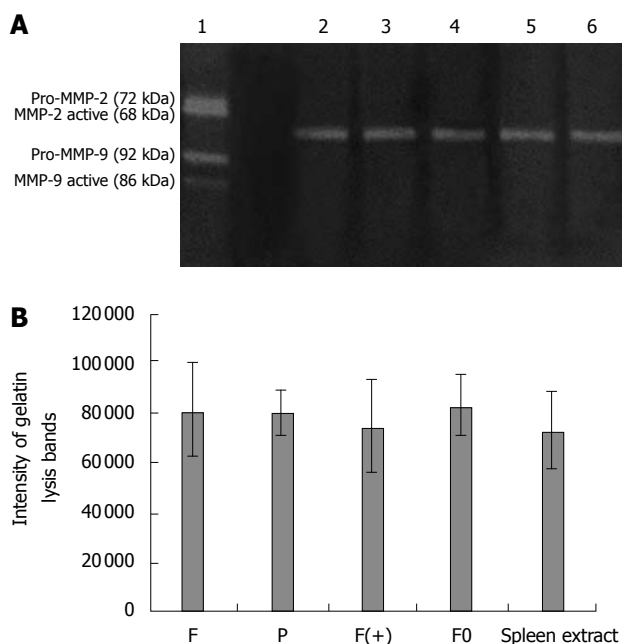 A
1 2 3 4 5 6
Pro-MMP-2 (72 kDa)
MMP-2 active (68 kDa)
Pro-MMP-9 (92 kDa)
MMP-9 active (86 kDa)
B
120 000
100 000
80 000
60 000
40 000
20 000
0
Intensity of gelatin
lysis bands
F P F(+) F0 Spleen extract